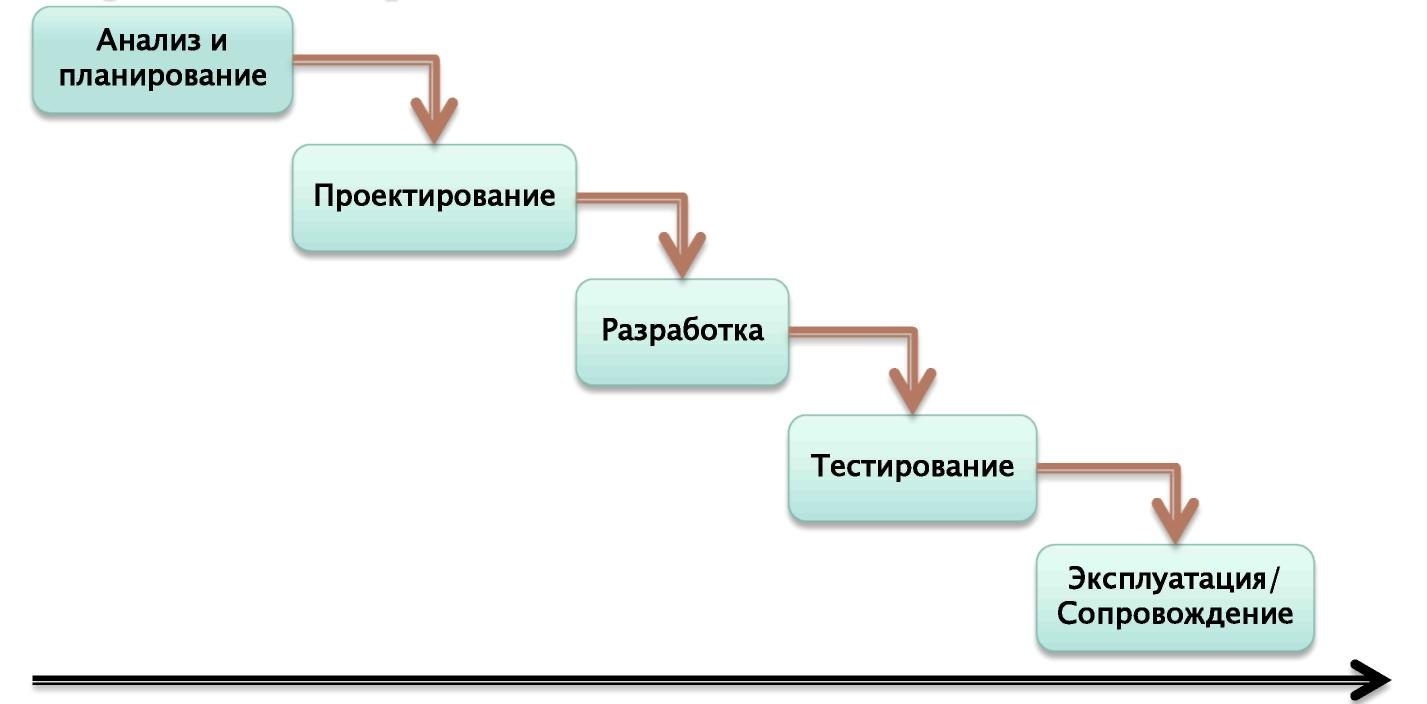 Анализ и
планирование
Проектирование
Разработка
Тестирование
Эксплуатация/
Сопровождение